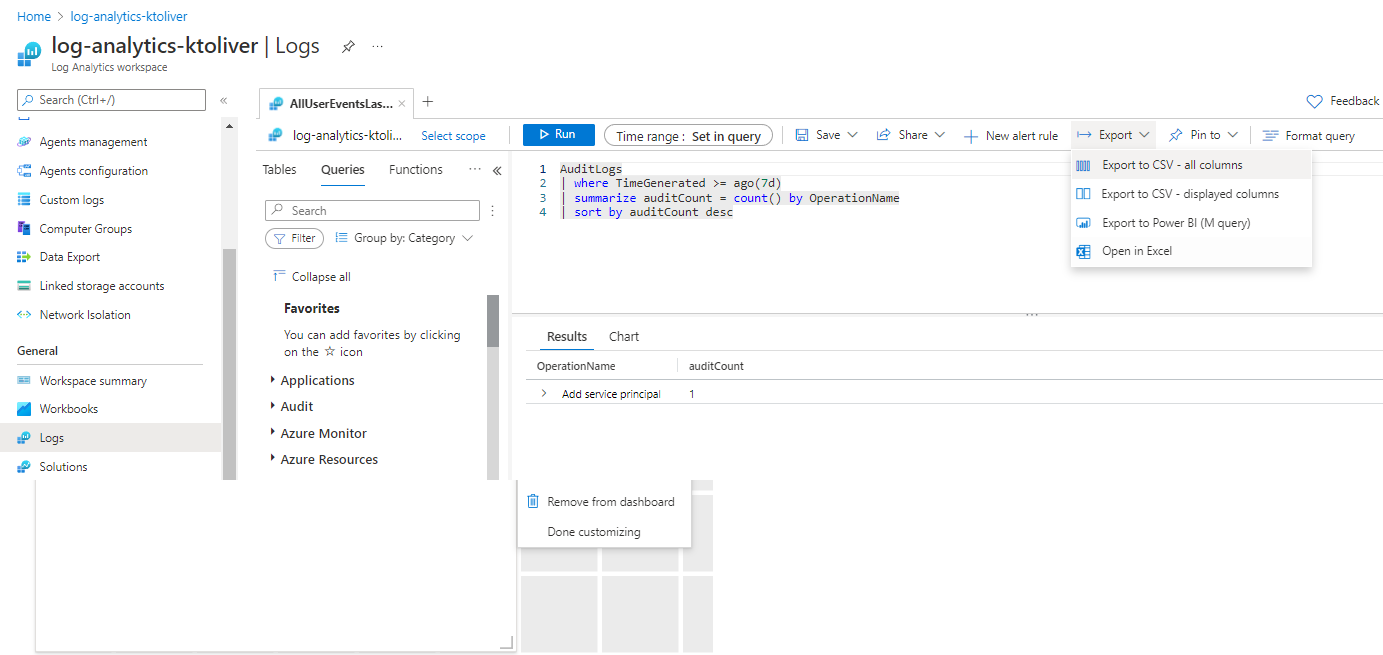 Home > log-analytics-ktoliver
log-analytics-ktoliver | Logs
Log Analytics workspace
Search (Ctrl+/)
«
Agents management
Agents configuration
Custom logs
Computer Groups
Data Export
Linked storage accounts
Network Isolation
General
Workspace summary
Workbooks
Logs
Solutions
AllUserEventsLas...
Feedback
log-analytics-ktoli...
Select scope
Run
Time range : Set in query
Save
Share
New alert rule
Export
Pin to
Format query
Tables
Queries
Functions
...
«
Search
Filter
Group by: Category
Collapse all
Favorites
You can add favorites by clicking
on the ☆ icon
Applications
Audit
Azure Monitor
Azure Resources
1 AuditLogs
2 | where TimeGenerated >= ago(7d)
3 | summarize auditCount = count() by OperationName
4 | sort by auditCount desc
Export to CSV - all columns
Export to CSV - displayed columns
Export to Power BI (M query)
Open in Excel
Results
Chart
OperationName
auditCount
Add service principal
1
Remove from dashboard
Done customizing